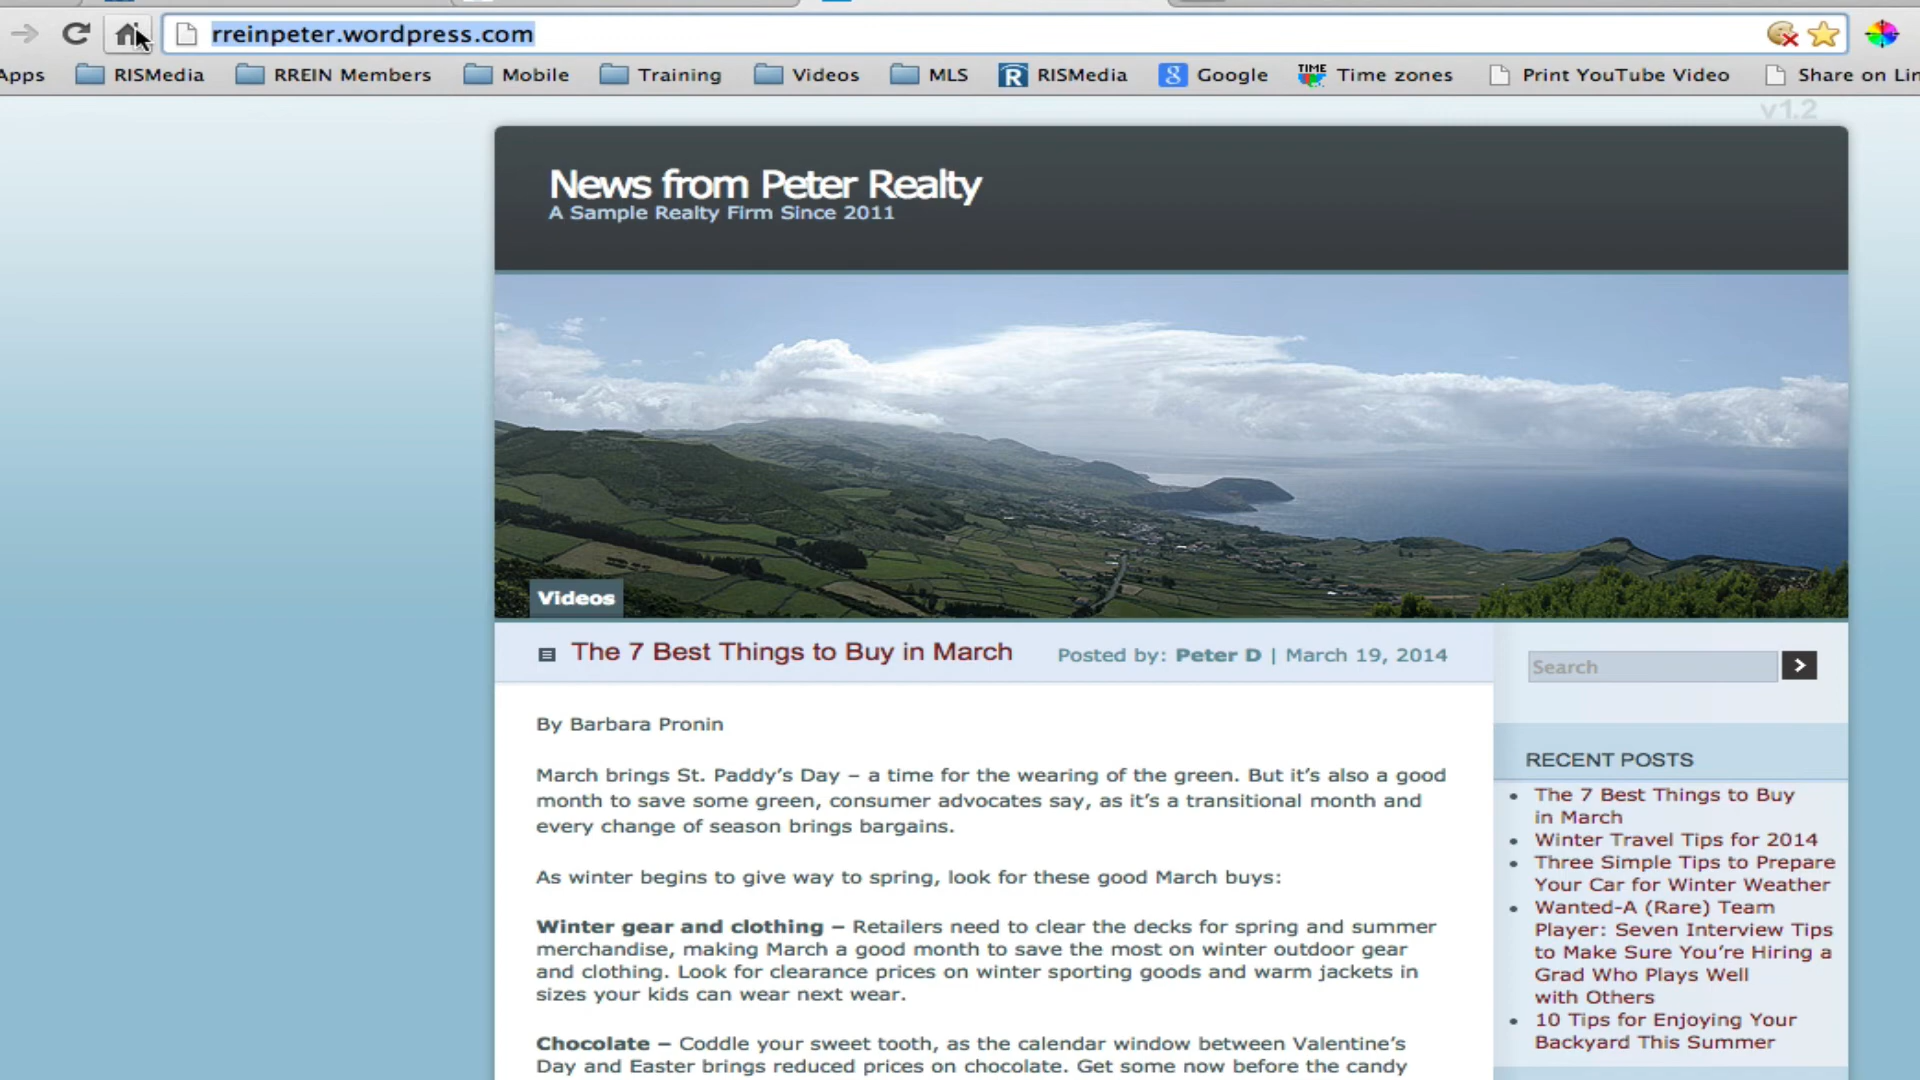 rreinpeter.wordpress.com
Apps RISMedia RREIN Members Mobile Training Videos MLS RISMedia Google TIME Time zones Print YouTube Video Share on Lin
v1.2
News from Peter Realty
A Sample Realty Firm Since 2011
Videos
The 7 Best Things to Buy in March Posted by: Peter D | March 19, 2014
By Barbara Pronin
March brings St. Paddy’s Day – a time for the wearing of the green. But it’s also a good
month to save some green, consumer advocates say, as it’s a transitional month and
every change of season brings bargains.
As winter begins to give way to spring, look for these good March buys:
Winter gear and clothing – Retailers need to clear the decks for spring and summer
merchandise, making March a good month to save the most on winter outdoor gear
and clothing. Look for clearance prices on winter sporting goods and warm jackets in
sizes your kids can wear next wear.
Chocolate – Coddle your sweet tooth, as the calendar window between Valentine’s
Day and Easter brings reduced prices on chocolate. Get some now before the candy
Search
RECENT POSTS
The 7 Best Things to Buy
in March
Winter Travel Tips for 2014
Three Simple Tips to Prepare
Your Car for Winter Weather
Wanted-A (Rare) Team
Player: Seven Interview Tips
to Make Sure You’re Hiring a
Grad Who Plays Well
with Others
10 Tips for Enjoying Your
Backyard This Summer